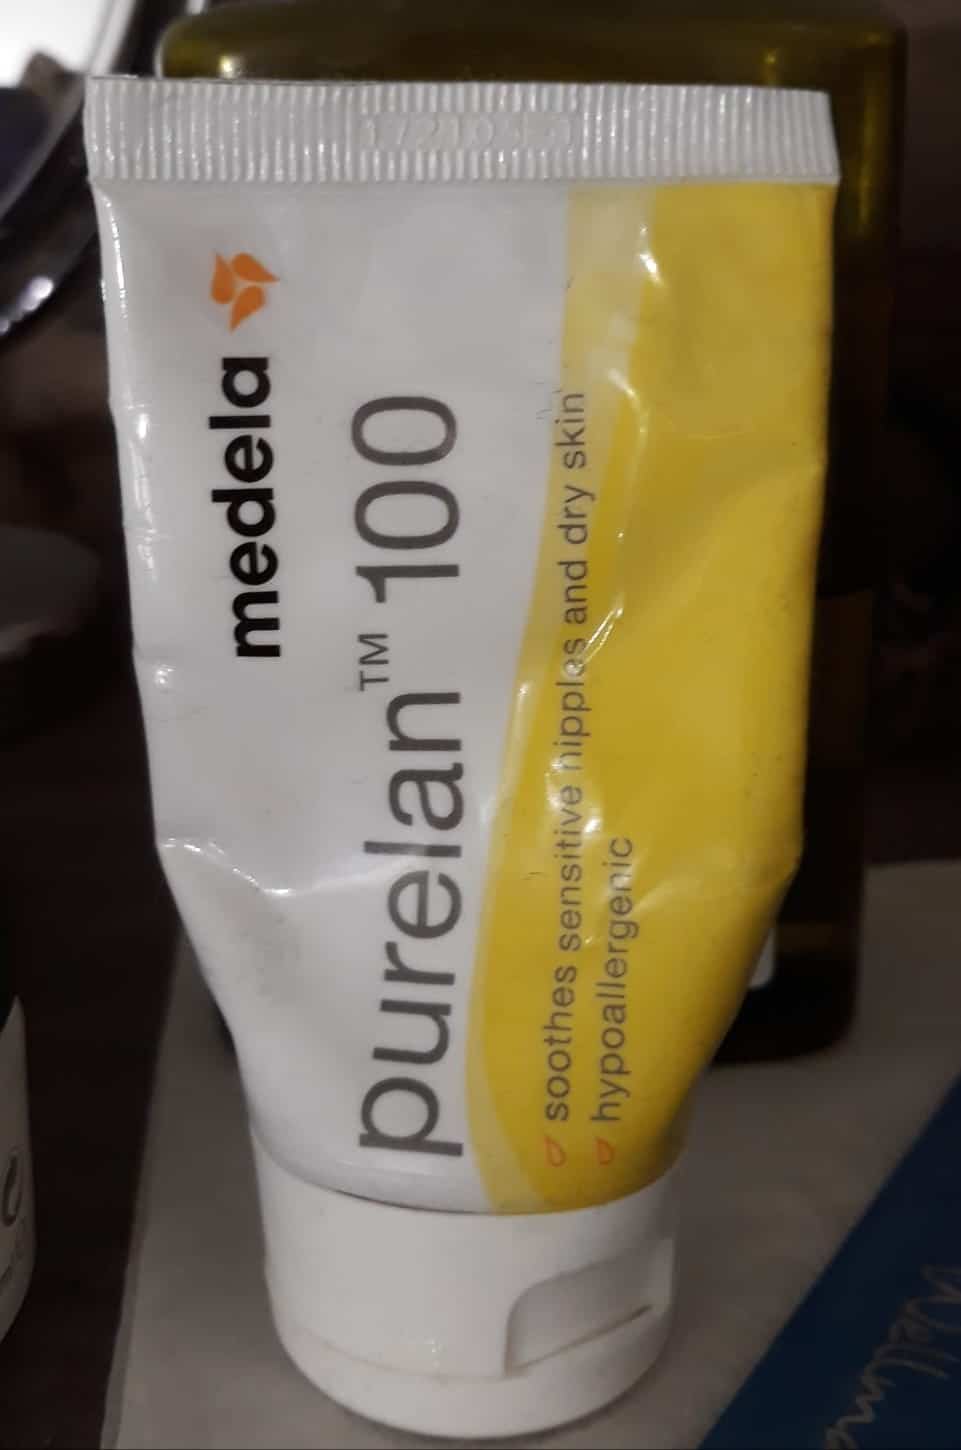 medela
purelan™ 100
soothes sensitive nipples and dry skin
hypoallergenic